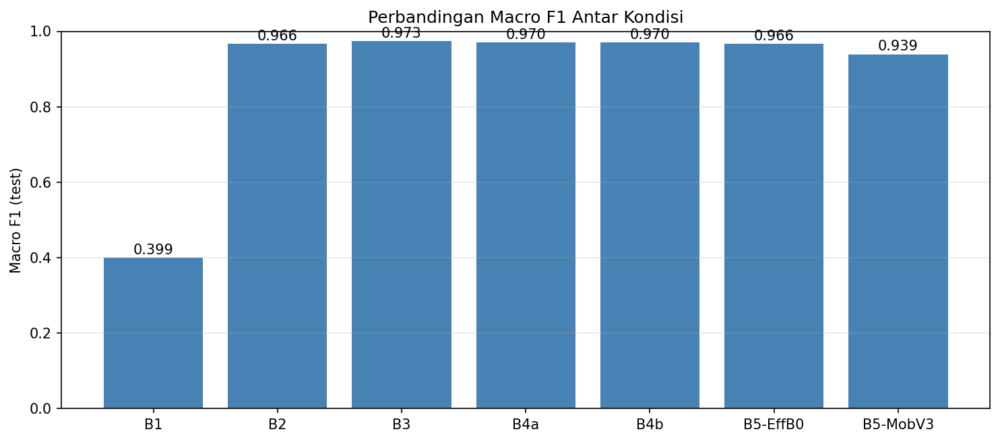 Perbandingan Macro F1 Antar Kondisi
Macro F1 (test)
1.0
0.8
0.6
0.4
0.2
0.0
0.399
0.966
0.973
0.970
0.970
0.966
0.939
B1
B2
B3
B4a
B4b
B5-EffB0
B5-MobV3